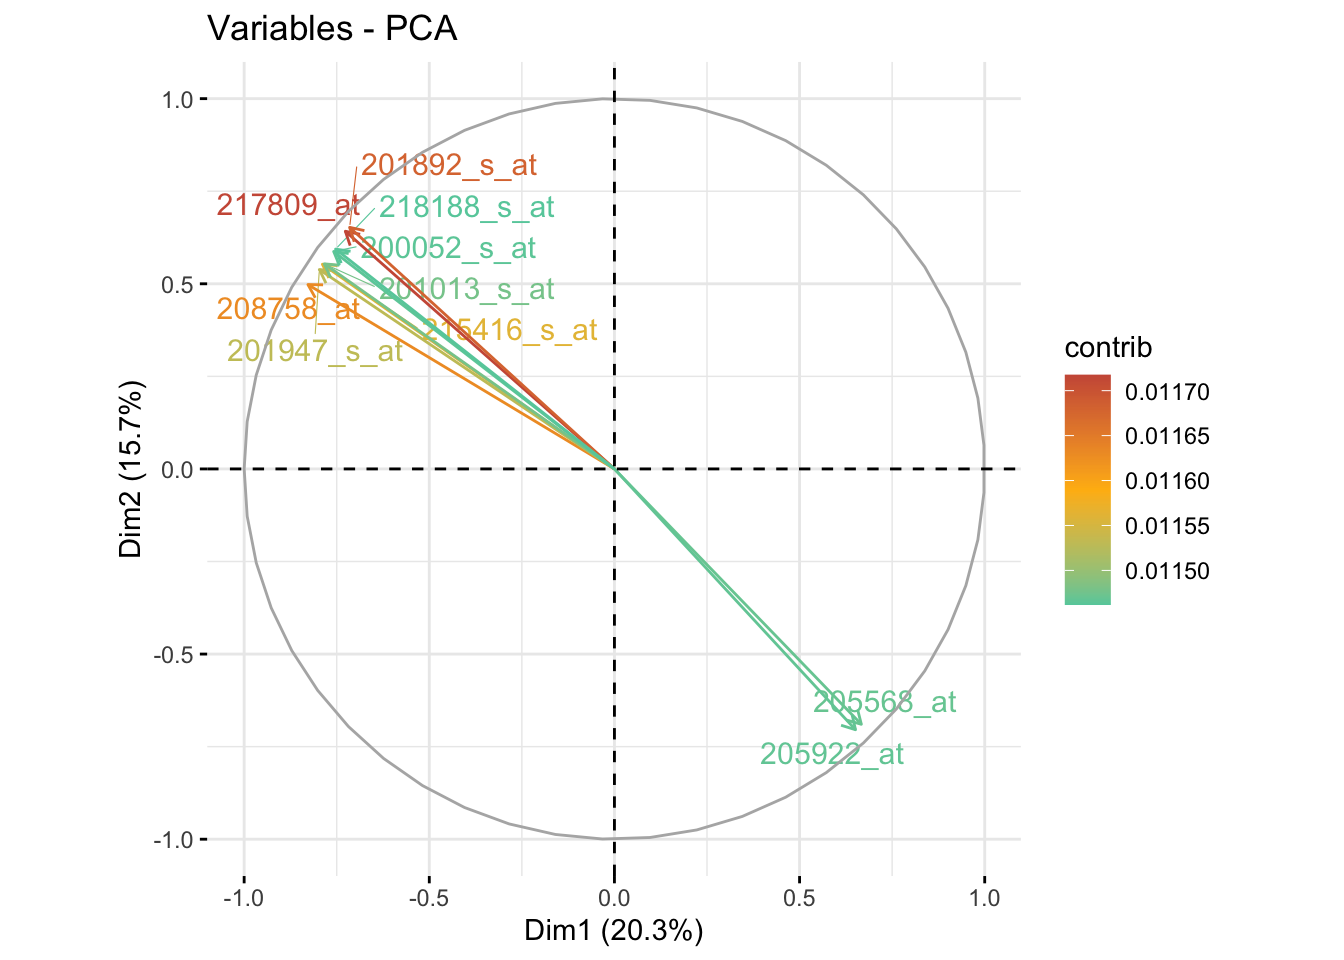 Variables - PCA
1.0
0.5
0.0
-0.5
-1.0
Dim2 (15.7%)
201892_s_at
217809_at
218188_s_at
200052_s_at
201013_s_at
208758_at
215416_s_at
201947_s_at
205568_at
205922_at
-1.0
-0.5
0.0
0.5
1.0
Dim1 (20.3%)
contrib
0.01170
0.01165
0.01160
0.01155
0.01150